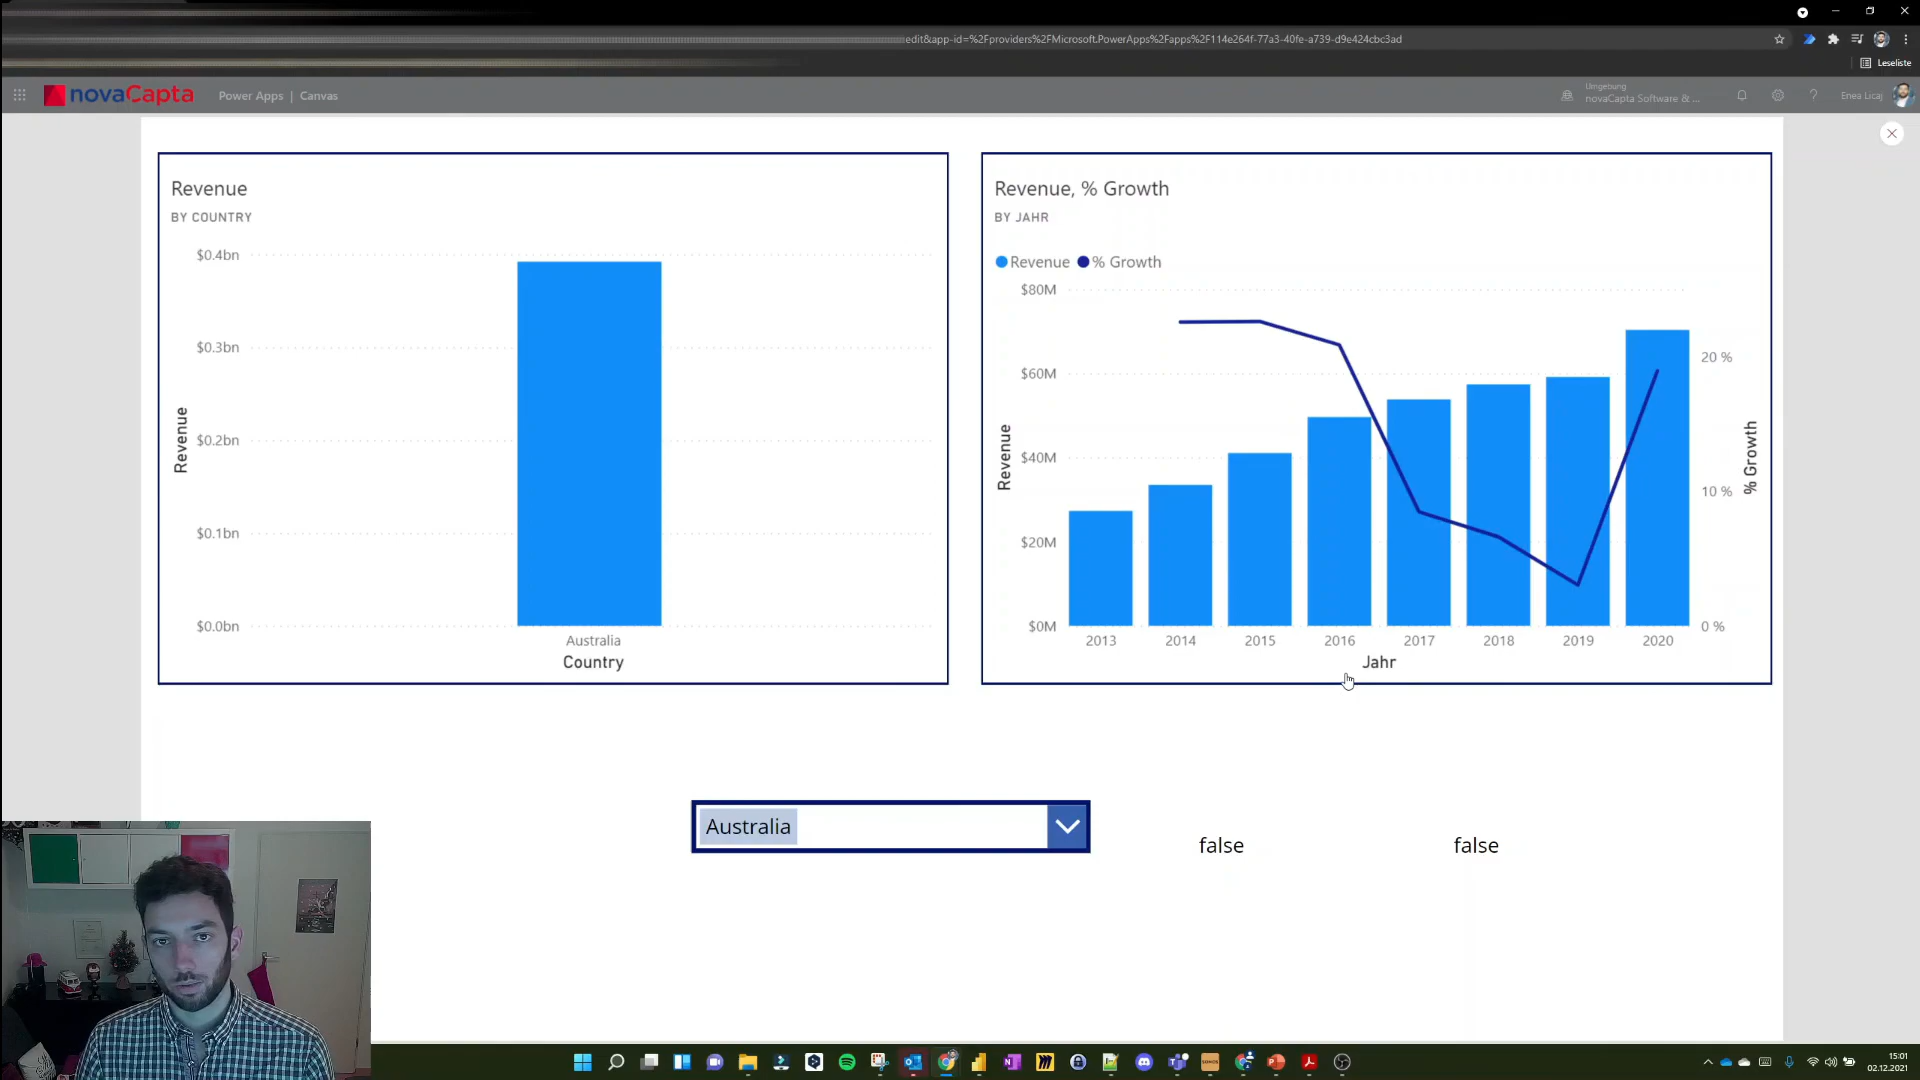 edit&app-id=%2Fproviders%2FMicrosoft.PowerApps%2Fapps%2F114e264f-77a3-40fe-a739-d9e424cbc3ad
Leseliste
novaCapta
Power Apps | Canvas
Umgebung
novaCapta Software & ...
?
Enea Licaj
Revenue
BY COUNTRY
$0.4bn
$0.3bn
$0.2bn
$0.1bn
$0.0bn
Revenue
Australia
Country
Revenue, % Growth
BY JAHR
Revenue % Growth
$80M
$60M
$40M
$20M
$0M
Revenue
20 %
10 %
0 %
% Growth
2013 2014 2015 2016 2017 2018 2019 2020
Jahr
Australia
false
false
15:01
02.12.2021